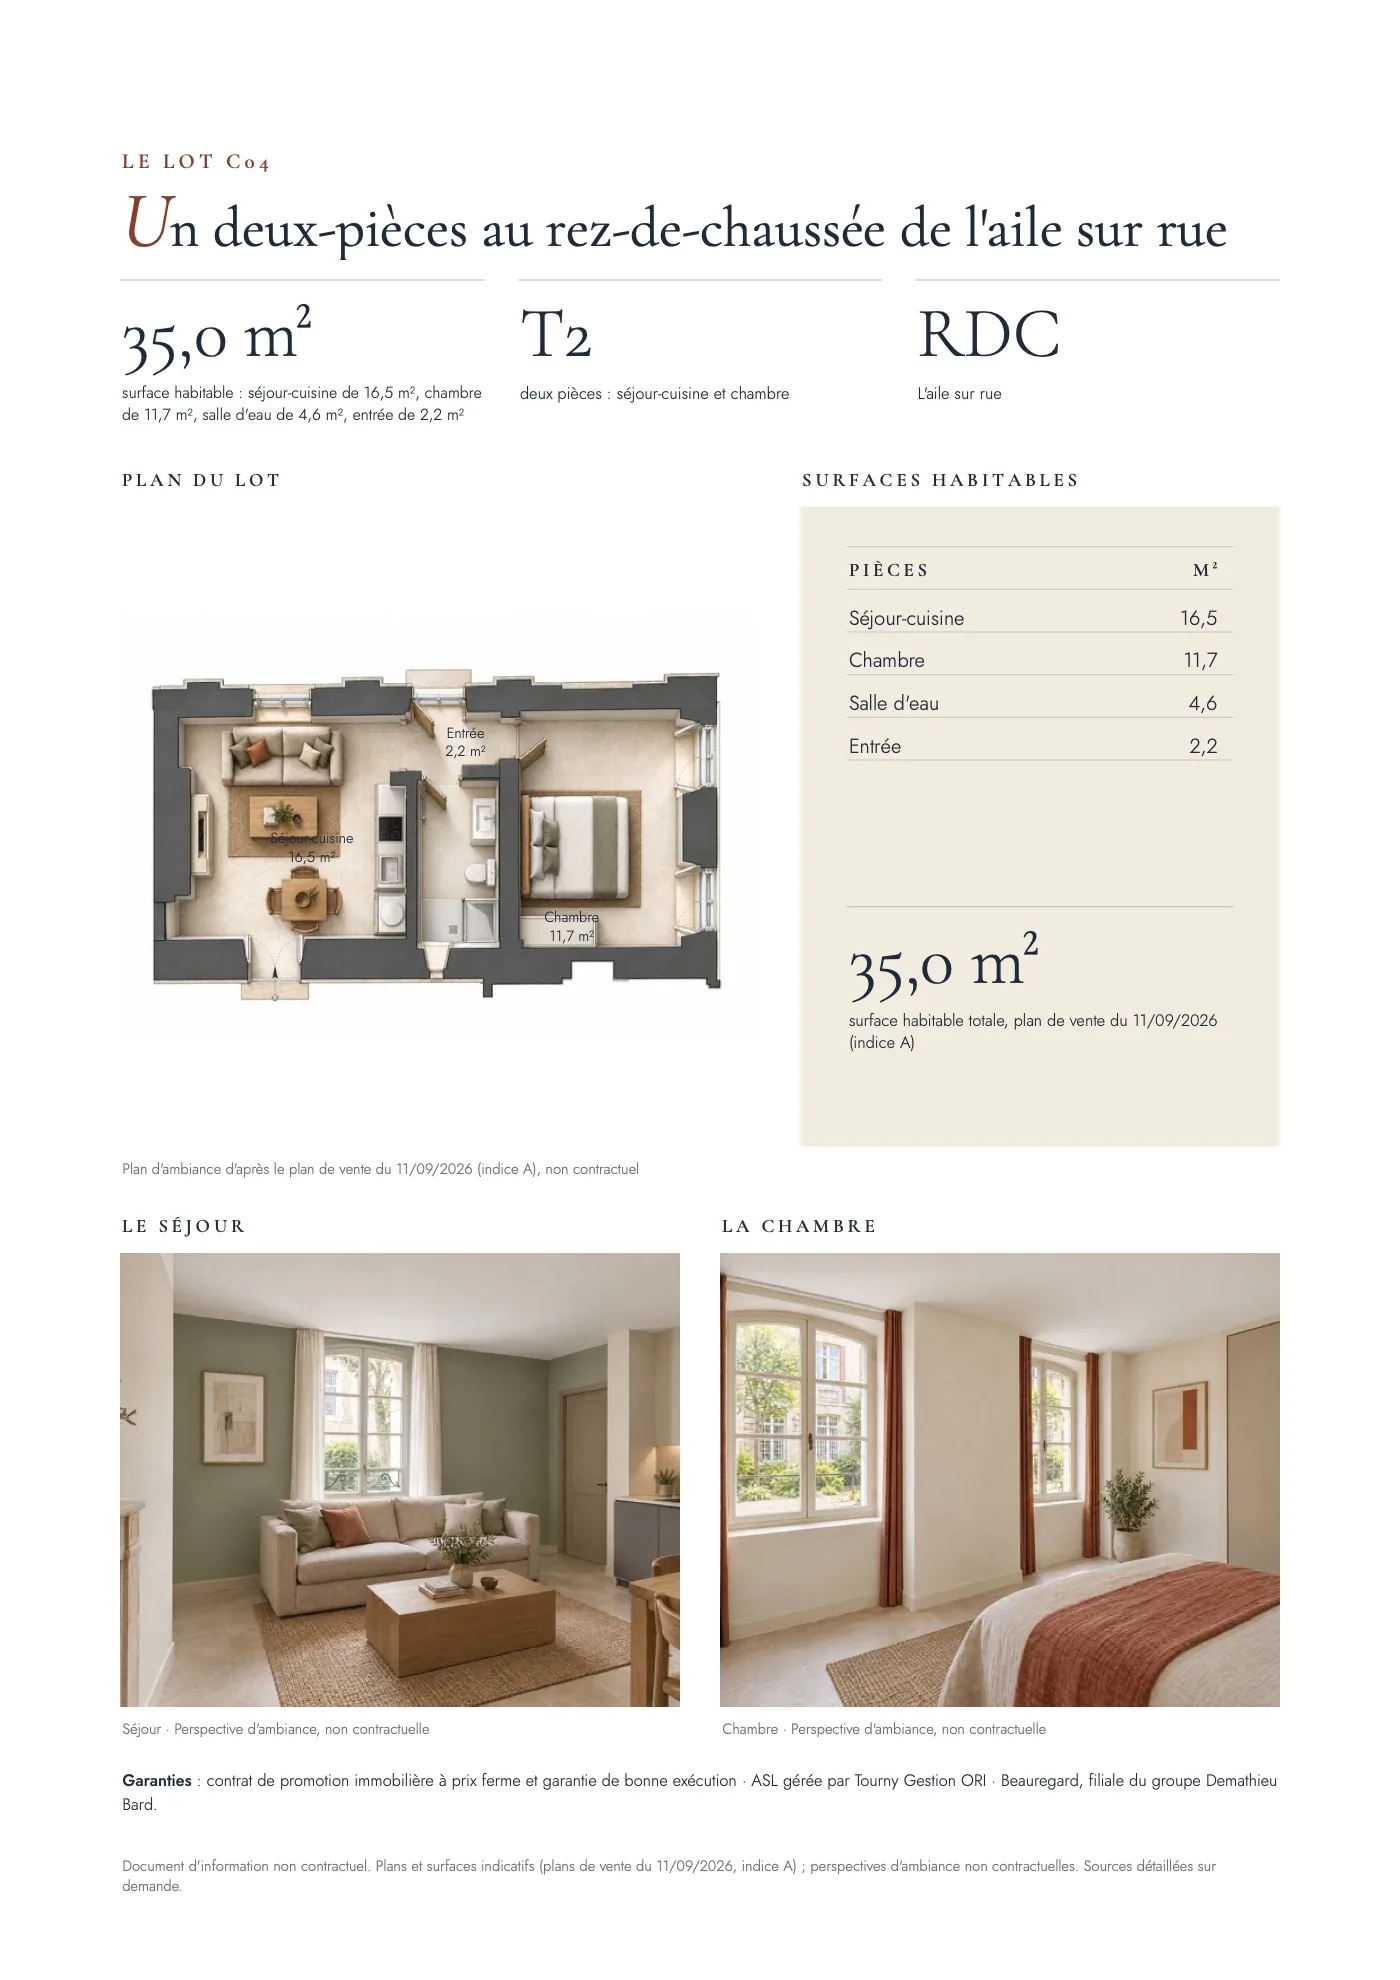 LE LOT C04
Un deux-pièces au rez-de-chaussée de l'aile sur rue
35,0 m²
surface habitable : séjour-cuisine de 16,5 m², chambre
de 11,7 m², salle d'eau de 4,6 m², entrée de 2,2 m²
T2
deux pièces : séjour-cuisine et chambre
RDC
L'aile sur rue
PLAN DU LOT
Entrée
2,2 m²
Séjour-cuisine
16,5 m²
Chambre
11,7 m²
Plan d'ambiance d'après le plan de vente du 11/09/2026 (indice A), non contractuel
SURFACES HABITABLES
PIÈCES M²
Séjour-cuisine 16,5
Chambre 11,7
Salle d'eau 4,6
Entrée 2,2
35,0 m²
surface habitable totale, plan de vente du 11/09/2026
(indice A)
LE SÉJOUR
Séjour · Perspective d'ambiance, non contractuelle
LA CHAMBRE
Chambre · Perspective d'ambiance, non contractuelle
Garanties : contrat de promotion immobilière à prix ferme et garantie de bonne exécution · ASL gérée par Tourny Gestion ORI · Beauregard, filiale du groupe Demathieu
Bard.
Document d'information non contractuel. Plans et surfaces indicatifs (plans de vente du 11/09/2026, indice A) ; perspectives d'ambiance non contractuelles. Sources détaillées sur
demande.